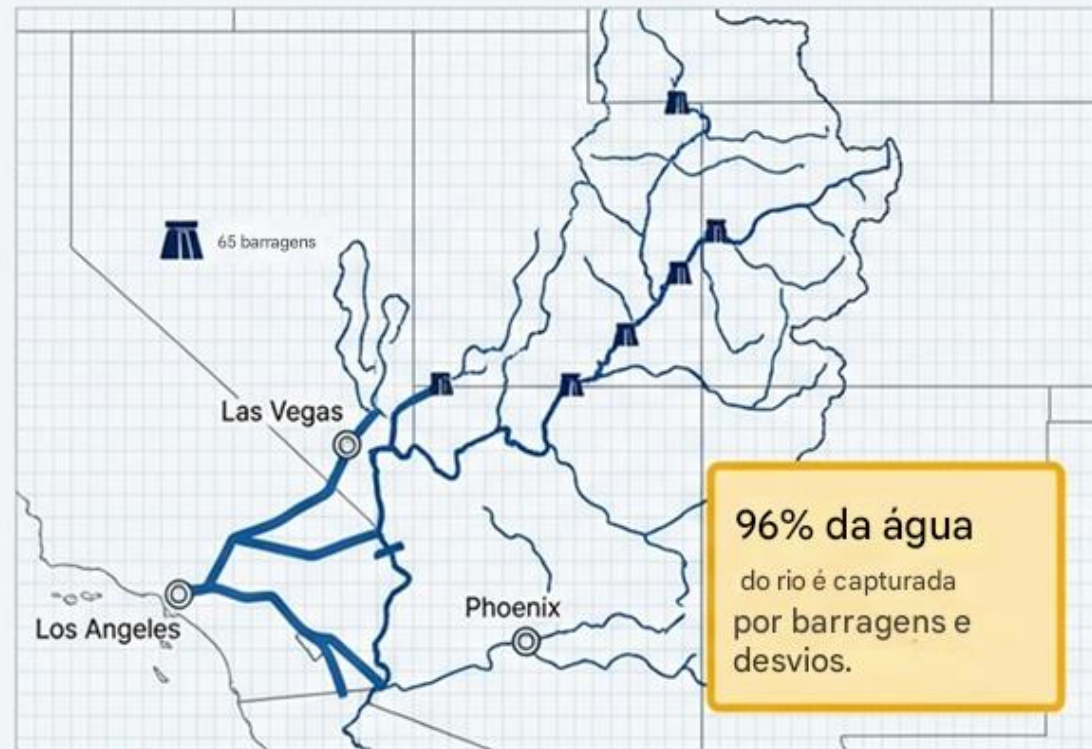 65 barragens
Las Vegas
Los Angeles
Phoenix
96% da água
do rio é capturada
por barragens e
desvios.